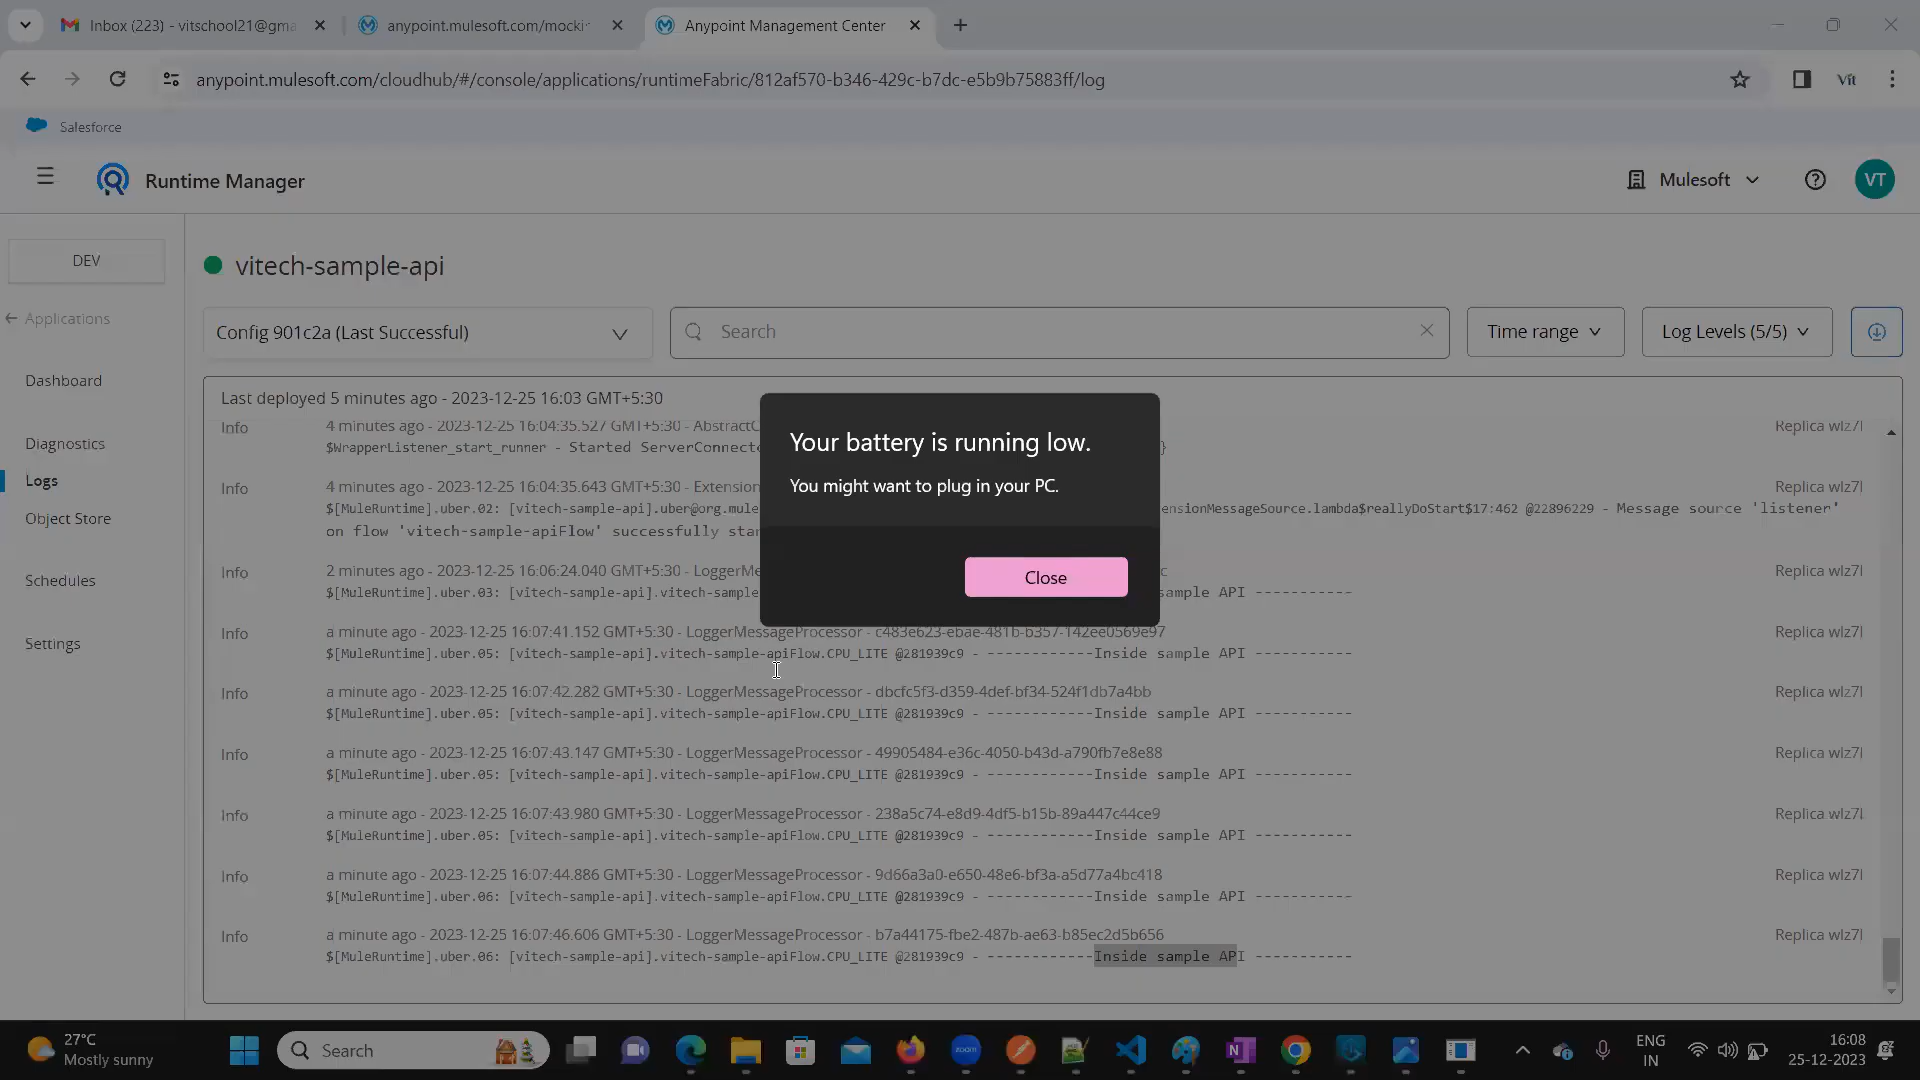 Inbox (223) - vitschool21@gma
anypoint.mulesoft.com/mockin
Anypoint Management Center
anypoint.mulesoft.com/cloudhub/#/console/applications/runtimeFabric/812af570-b346-429c-b7dc-e5b9b75883ff/log
Vit
Salesforce
Runtime Manager
Mulesoft
VT
DEV
Applications
Dashboard
Diagnostics
Logs
Object Store
Schedules
Settings
vitech-sample-api
Config 901c2a (Last Successful)
Search
Time range
Log Levels (5/5)
Last deployed 5 minutes ago - 2023-12-25 16:03 GMT+5:30
Info 4 minutes ago - 2023-12-25 16:04:35.527 GMT+5:30 - AbstractC Replica wlz7l
$WrapperListener_start_runner - Started ServerConnecto }
Info 4 minutes ago - 2023-12-25 16:04:35.643 GMT+5:30 - Extension Replica wlz7l
$[MuleRuntime].uber.02: [vitech-sample-api].uber@org.mule ensionMessageSource.lambda$reallyDoStart$17:462 @22896229 - Message source 'listener'
on flow 'vitech-sample-apiFlow' successfully star
Info 2 minutes ago - 2023-12-25 16:06:24.040 GMT+5:30 - LoggerMe c Replica wlz7l
$[MuleRuntime].uber.03: [vitech-sample-api].vitech-sample sample API -----------
Info a minute ago - 2023-12-25 16:07:41.152 GMT+5:30 - LoggerMessageProcessor - c483e623-ebae-481b-b357-142ee0569e97 Replica wlz7l
$[MuleRuntime].uber.05: [vitech-sample-api].vitech-sample-apiFlow.CPU_LITE @281939c9 - ------------Inside sample API -----------
Info a minute ago - 2023-12-25 16:07:42.282 GMT+5:30 - LoggerMessageProcessor - dbcfc5f3-d359-4def-bf34-524f1db7a4bb Replica wlz7l
$[MuleRuntime].uber.05: [vitech-sample-api].vitech-sample-apiFlow.CPU_LITE @281939c9 - ------------Inside sample API -----------
Info a minute ago - 2023-12-25 16:07:43.147 GMT+5:30 - LoggerMessageProcessor - 49905484-e36c-4050-b43d-a790fb7e8e88 Replica wlz7l
$[MuleRuntime].uber.05: [vitech-sample-api].vitech-sample-apiFlow.CPU_LITE @281939c9 - ------------Inside sample API -----------
Info a minute ago - 2023-12-25 16:07:43.980 GMT+5:30 - LoggerMessageProcessor - 238a5c74-e8d9-4df5-b15b-89a447c44ce9 Replica wlz7l
$[MuleRuntime].uber.05: [vitech-sample-api].vitech-sample-apiFlow.CPU_LITE @281939c9 - ------------Inside sample API -----------
Info a minute ago - 2023-12-25 16:07:44.886 GMT+5:30 - LoggerMessageProcessor - 9d66a3a0-e650-48e6-bf3a-a5d77a4bc418 Replica wlz7l
$[MuleRuntime].uber.06: [vitech-sample-api].vitech-sample-apiFlow.CPU_LITE @281939c9 - ------------Inside sample API -----------
Info a minute ago - 2023-12-25 16:07:46.606 GMT+5:30 - LoggerMessageProcessor - b7a44175-fbe2-487b-ae63-b85ec2d5b656 Replica wlz7l
$[MuleRuntime].uber.06: [vitech-sample-api].vitech-sample-apiFlow.CPU_LITE @281939c9 - ------------Inside sample API -----------
Your battery is running low.
You might want to plug in your PC.
Close
27°C
Mostly sunny
Search
zoom
ENG
IN
16:08
25-12-2023